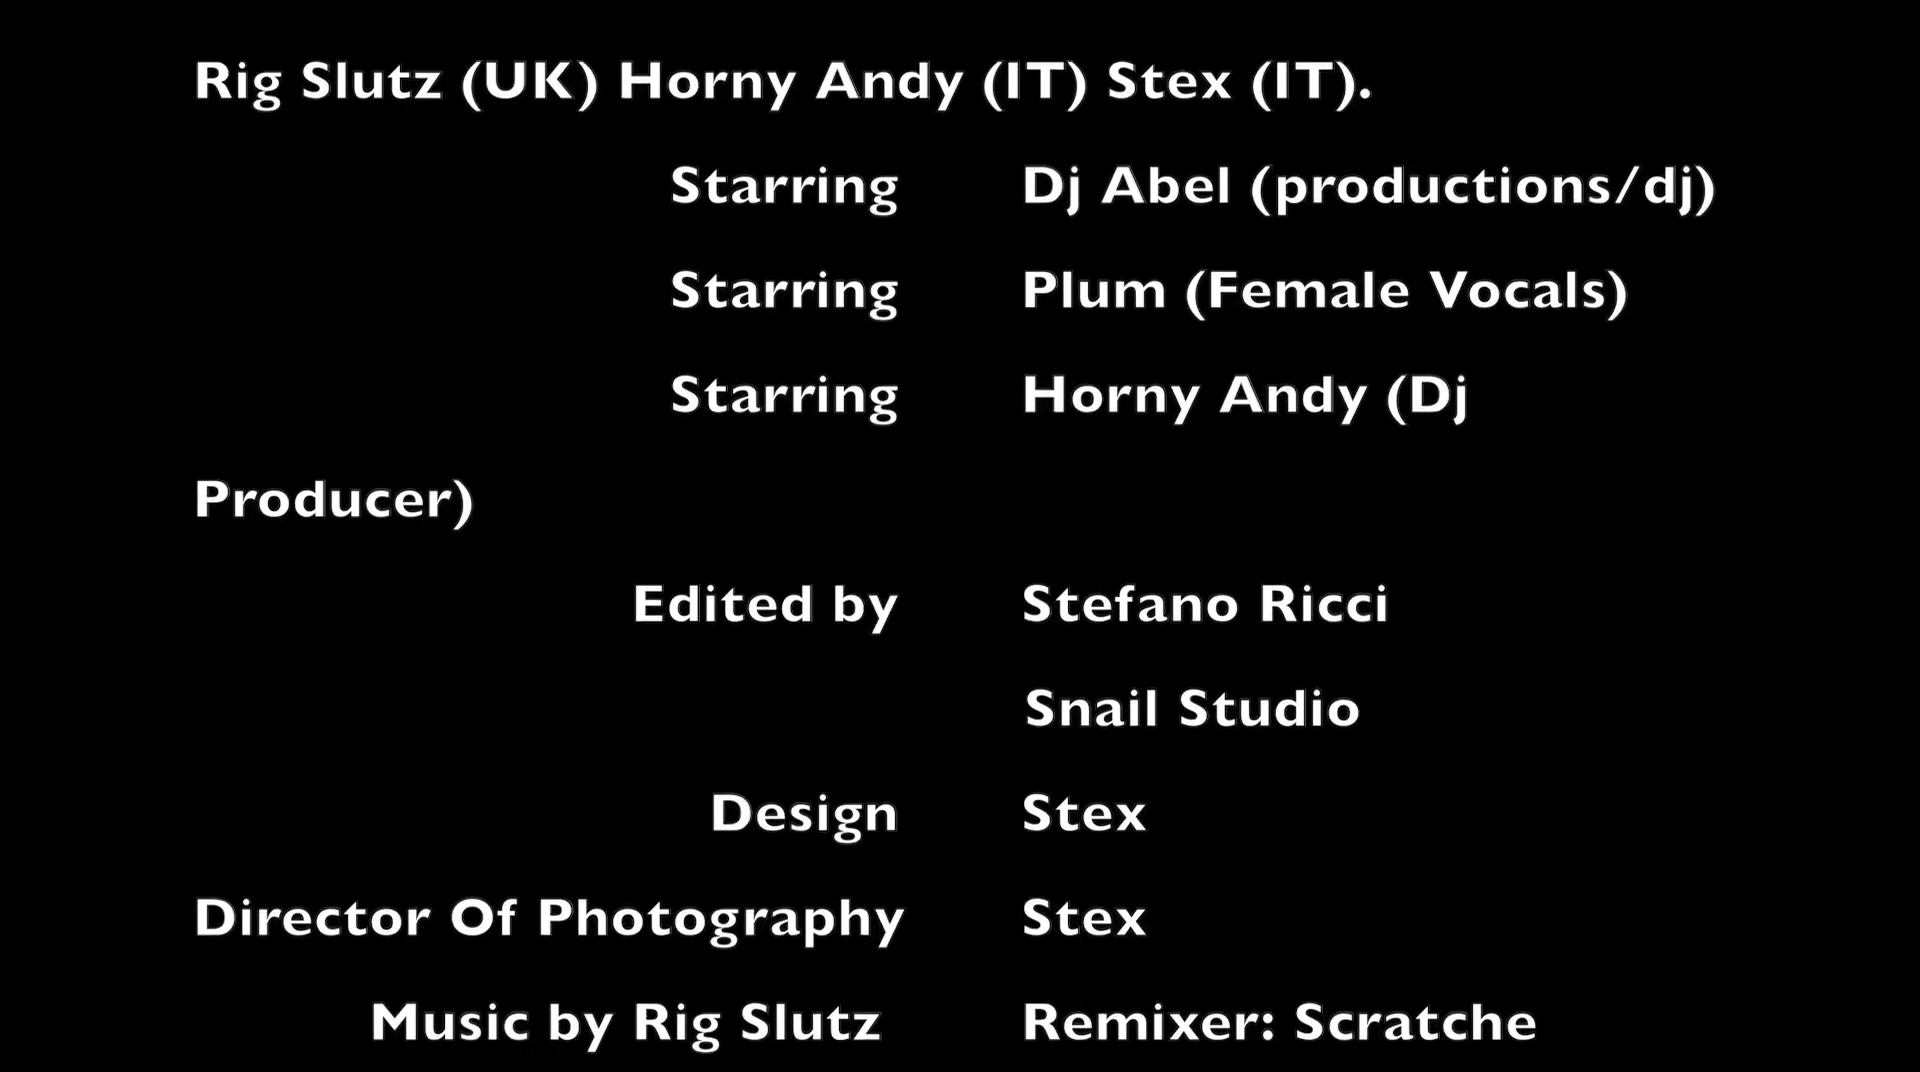 Rig Slutz (UK) Horny Andy (IT) Stex (IT).
Starring Dj Abel (productions/dj)
Starring Plum (Female Vocals)
Starring Horny Andy (Dj
Producer)
Edited by Stefano Ricci
Snail Studio
Design Stex
Director Of Photography Stex
Music by Rig Slutz Remixer: Scratche